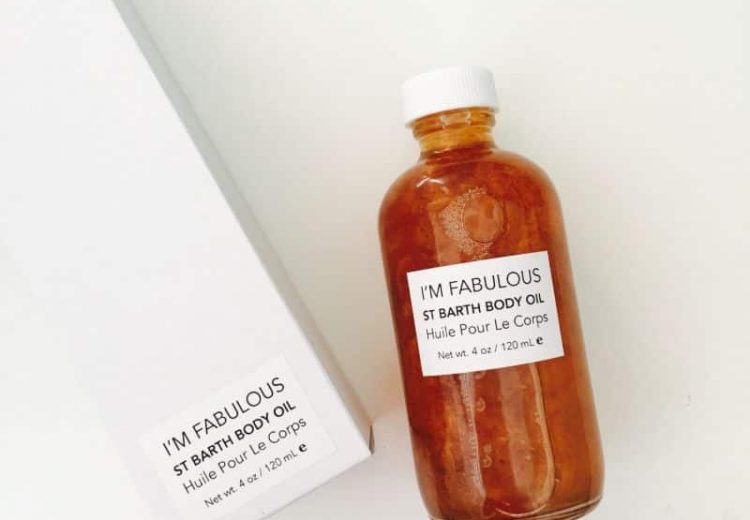 I'M FABULOUS
ST BARTH BODY OIL
Huile Pour Le Corps
Net wt. 4 oz / 120 mL e
I'M FABULOUS
ST BARTH BODY OIL
Huile Pour Le Corps
Net wt. 4 oz / 120 mL e